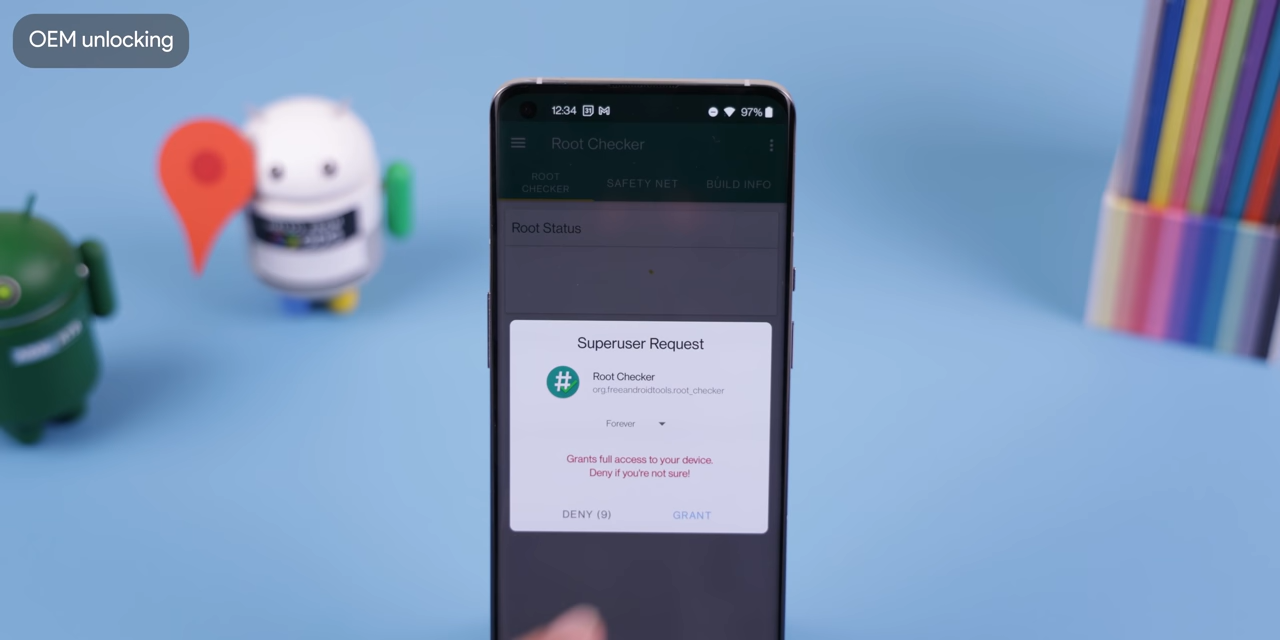 OEM unlocking
12:34 31 97%
Root Checker
ROOT
CHECKER
SAFETY NET
BUILD INFO
Root Status
Superuser Request
Root Checker
org.freeandroidtools.root_checker
Forever
Grants full access to your device.
Deny if you're not sure!
DENY (9)
GRANT